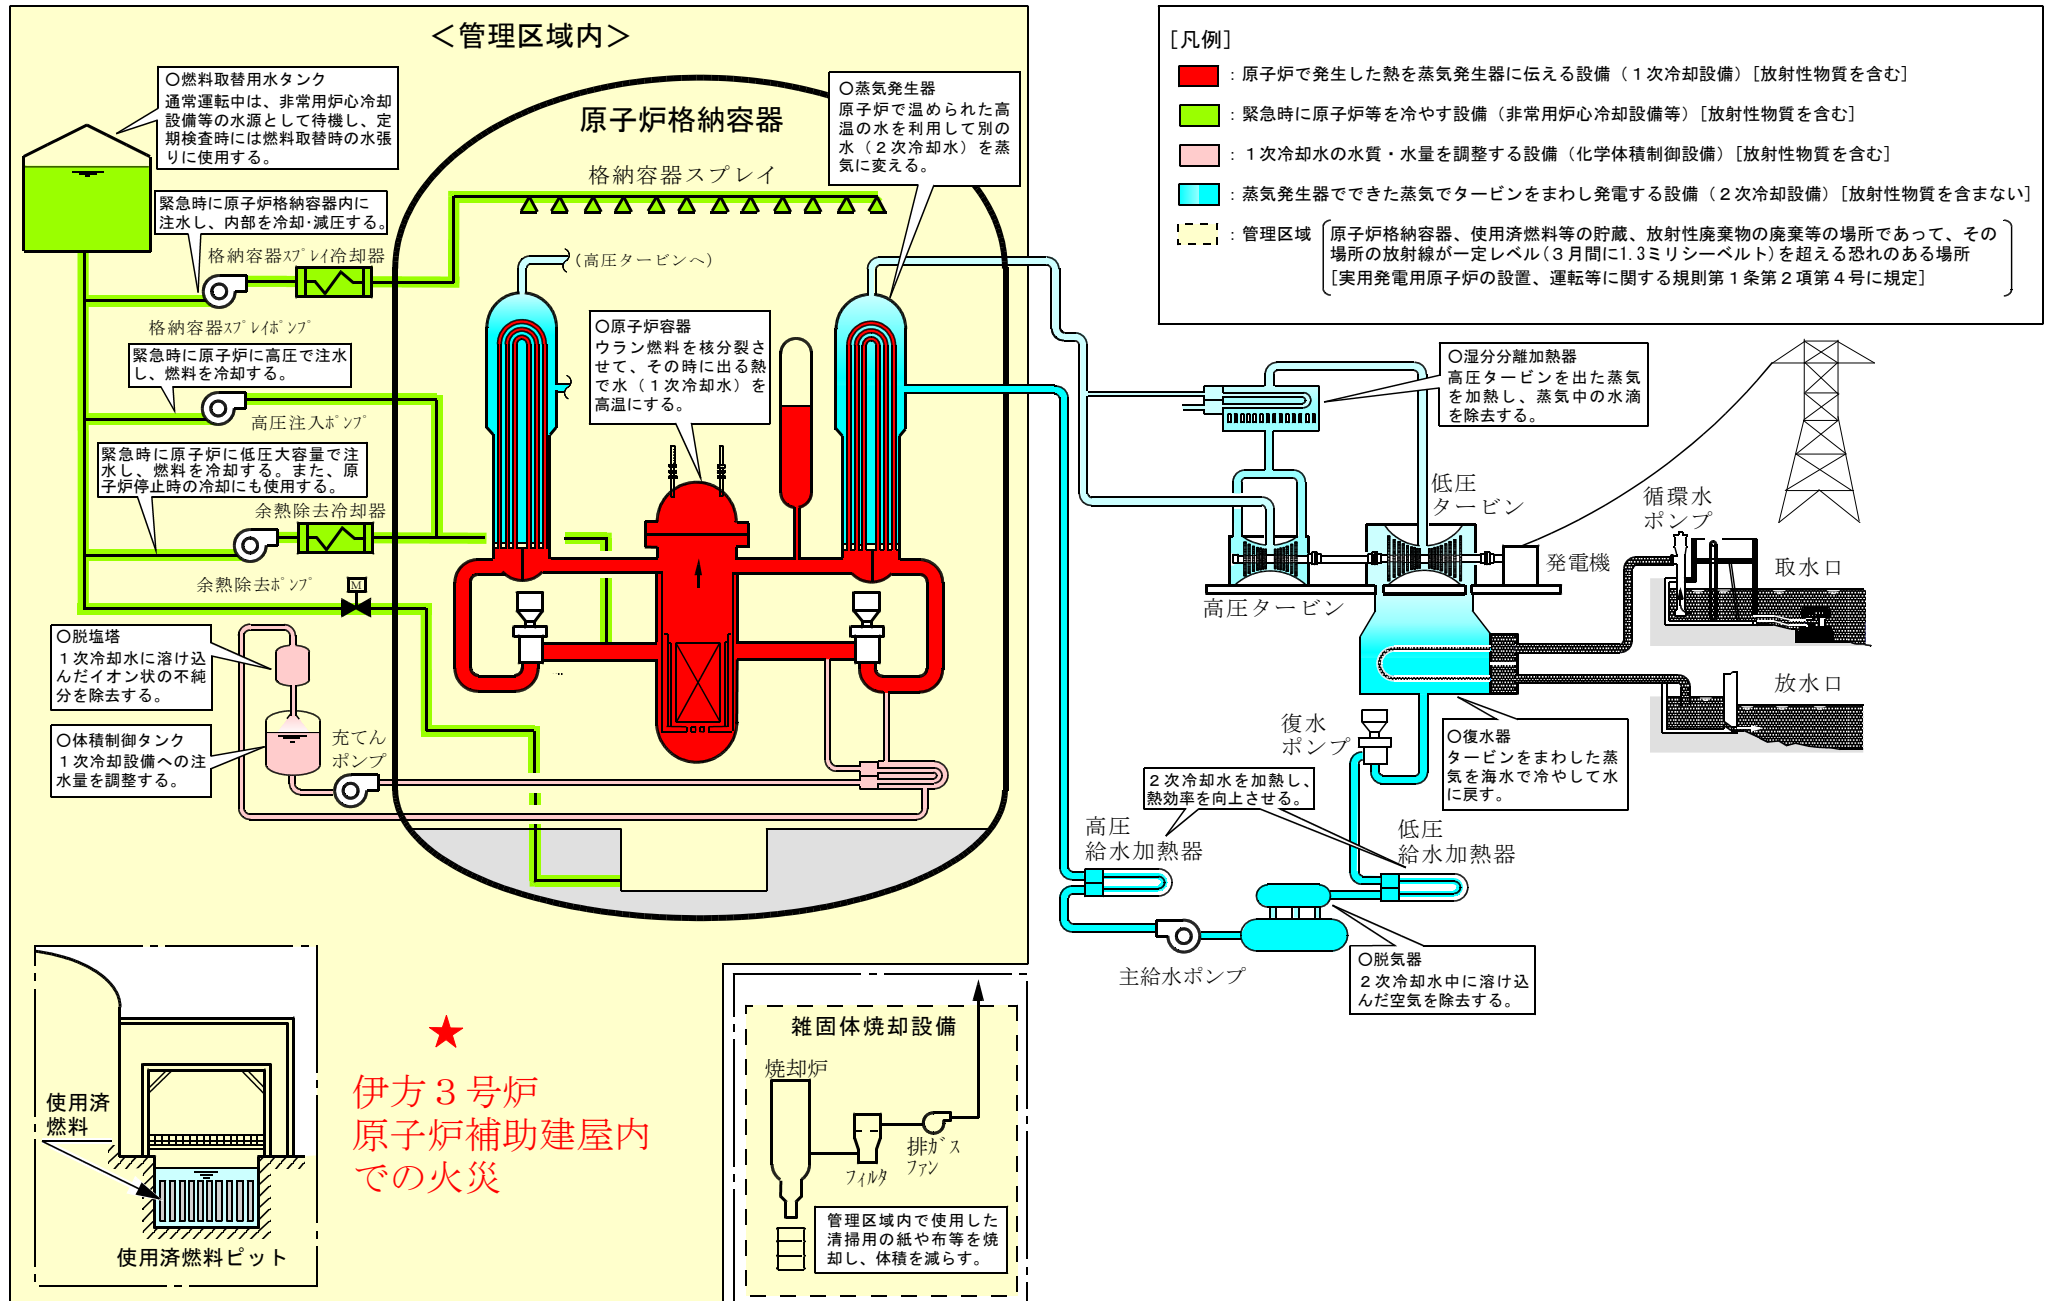 ＜管理区域内＞
○燃料取替用水タンク
通常運転中は、非常用炉心冷却
設備等の水源として待機し、定
期検査時には燃料取替時の水張
りに使用する。
緊急時に原子炉格納容器内に
注水し、内部を冷却･減圧する。
格納容器ｽﾌﾟﾚｲ冷却器
格納容器ｽﾌﾟﾚｲﾎﾟﾝﾌﾟ
緊急時に原子炉に高圧で注水
し、燃料を冷却する。
高圧注入ﾎﾟﾝﾌﾟ
緊急時に原子炉に低圧大容量で注
水し、燃料を冷却する。また、原
子炉停止時の冷却にも使用する。
余熱除去冷却器
余熱除去ﾎﾟﾝﾌﾟ
M
○脱塩塔
１次冷却水に溶け込
んだイオン状の不純
分を除去する。
○体積制御タンク
１次冷却設備への注
水量を調整する。
充てん
ポンプ
原子炉格納容器
格納容器スプレイ
(高圧タービンへ)
○蒸気発生器
原子炉で温められた高
温の水を利用して別の
水（２次冷却水）を蒸
気に変える。
○原子炉容器
ウラン燃料を核分裂さ
せて、その時に出る熱
で水（１次冷却水）を
高温にする。
[凡例]
：原子炉で発生した熱を蒸気発生器に伝える設備（１次冷却設備）[放射性物質を含む]
：緊急時に原子炉等を冷やす設備（非常用炉心冷却設備等）[放射性物質を含む]
：１次冷却水の水質・水量を調整する設備（化学体積制御設備）[放射性物質を含む]
：蒸気発生器でできた蒸気でタービンをまわし発電する設備（２次冷却設備）[放射性物質を含まない]
：管理区域
原子炉格納容器、使用済燃料等の貯蔵、放射性廃棄物の廃棄等の場所であって、その
場所の放射線が一定レベル(３月間に1.3ミリシーベルト)を超える恐れのある場所
[実用発電用原子炉の設置、運転等に関する規則第１条第２項第４号に規定]
○湿分分離加熱器
高圧タービンを出た蒸気
を加熱し、蒸気中の水滴
を除去する。
低圧
タービン
高圧タービン
発電機
循環水
ポンプ
取水口
放水口
復水
ポンプ
○復水器
タービンをまわした蒸
気を海水で冷やして水
に戻す。
２次冷却水を加熱し、
熱効率を向上させる。
高圧
給水加熱器
低圧
給水加熱器
主給水ポンプ
○脱気器
２次冷却水中に溶け込
んだ空気を除去する。
使用済
燃料
使用済燃料ピット
★
伊方３号炉
原子炉補助建屋内
での火災
雑固体焼却設備
焼却炉
フィルタ
排ガス
ファン
管理区域内で使用した
清掃用の紙や布等を焼
却し、体積を減らす。